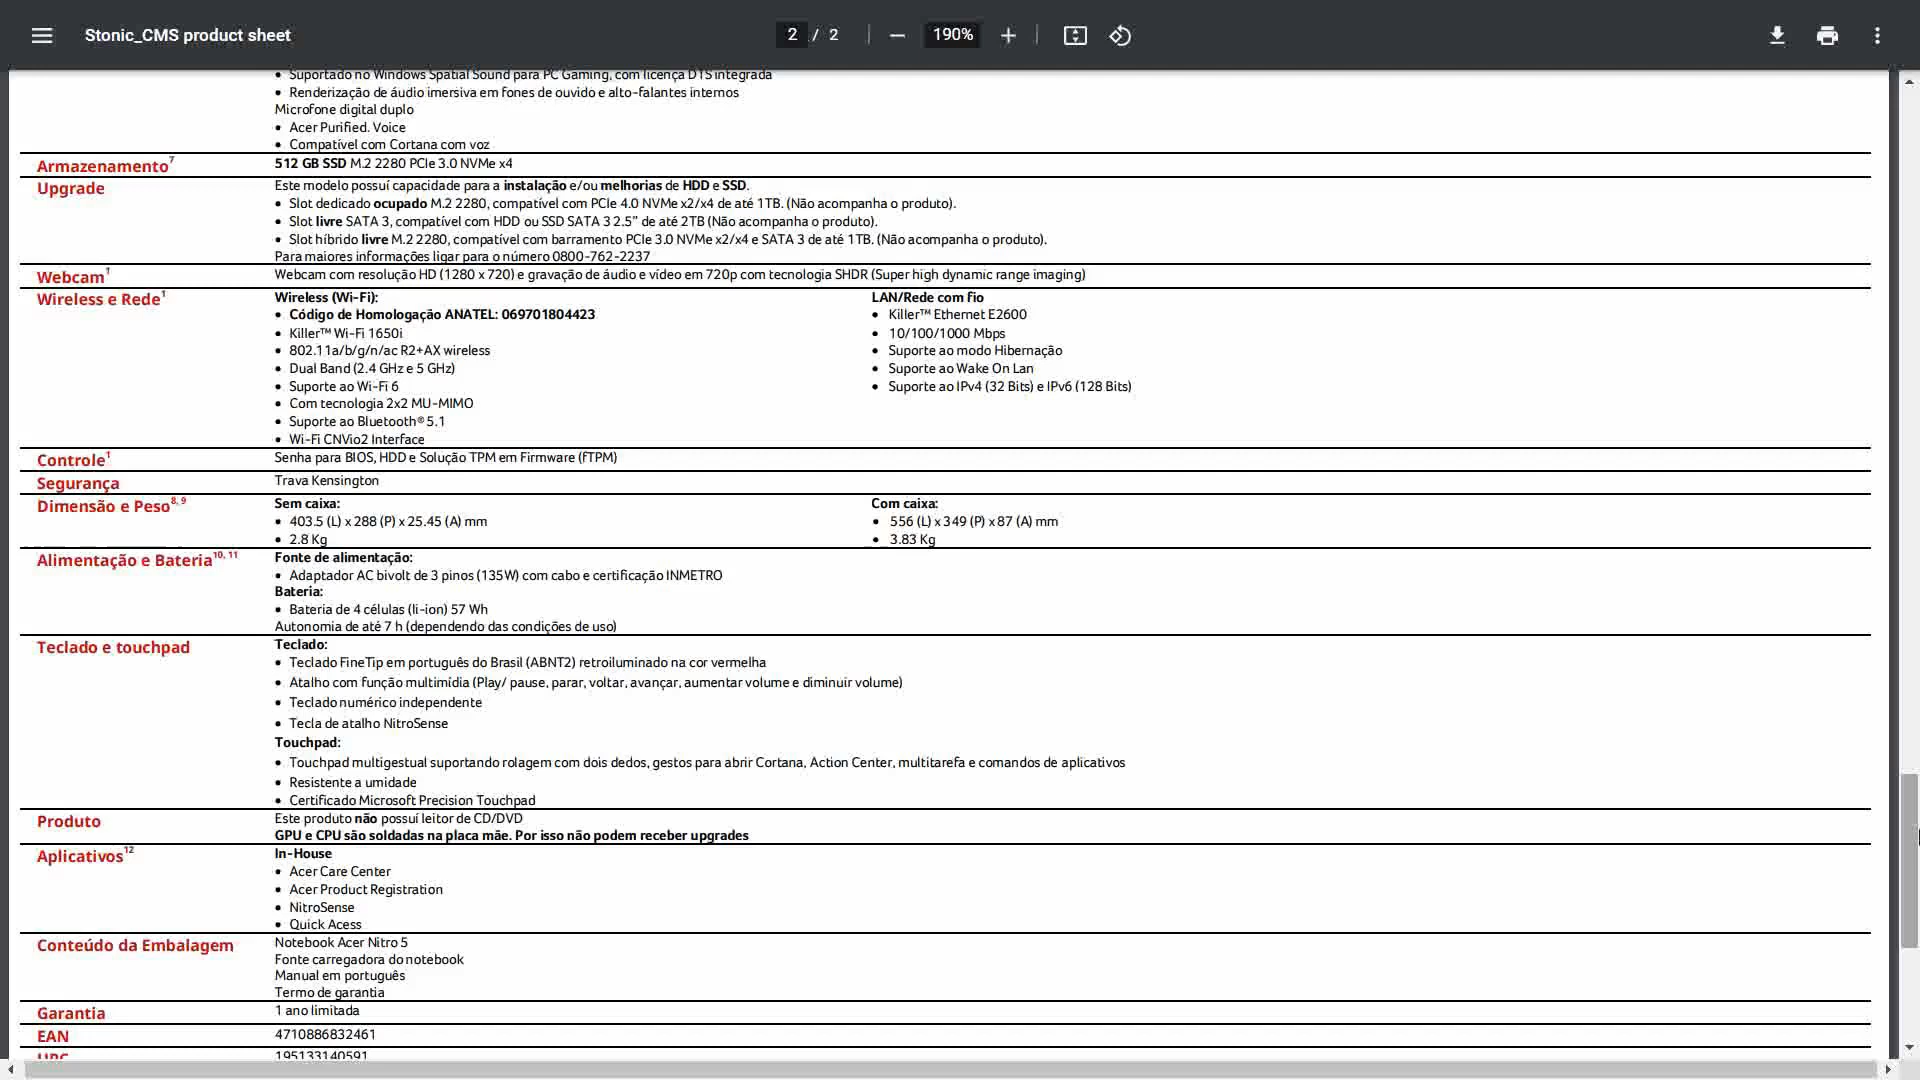 Stonic_CMS product sheet
2 / 2
190%
• Suportado no Windows Spatial Sound para PC Gaming, com licença DTS integrada
• Renderização de áudio imersiva em fones de ouvido e alto-falantes internos
Microfone digital duplo
• Acer Purified. Voice
• Compatível com Cortana com voz
Armazenamento7
512 GB SSD M.2 2280 PCIe 3.0 NVMe x4
Upgrade
Este modelo possuí capacidade para a instalação e/ou melhorias de HDD e SSD.
• Slot dedicado ocupado M.2 2280, compatível com PCIe 4.0 NVMe x2/x4 de até 1TB. (Não acompanha o produto).
• Slot livre SATA 3, compatível com HDD ou SSD SATA 3 2.5” de até 2TB (Não acompanha o produto).
• Slot híbrido livre M.2 2280, compatível com barramento PCIe 3.0 NVMe x2/x4 e SATA 3 de até 1TB. (Não acompanha o produto).
Para maiores informações ligar para o número 0800-762-2237
Webcam1
Webcam com resolução HD (1280 x 720) e gravação de áudio e vídeo em 720p com tecnologia SHDR (Super high dynamic range imaging)
Wireless e Rede1
Wireless (Wi-Fi):
• Código de Homologação ANATEL: 069701804423
• Killer™ Wi-Fi 1650i
• 802.11a/b/g/n/ac R2+AX wireless
• Dual Band (2.4 GHz e 5 GHz)
• Suporte ao Wi-Fi 6
• Com tecnologia 2x2 MU-MIMO
• Suporte ao Bluetooth® 5.1
• Wi-Fi CNVio2 Interface
LAN/Rede com fio
• Killer™ Ethernet E2600
• 10/100/1000 Mbps
• Suporte ao modo Hibernação
• Suporte ao Wake On Lan
• Suporte ao IPv4 (32 Bits) e IPv6 (128 Bits)
Controle1
Senha para BIOS, HDD e Solução TPM em Firmware (fTPM)
Segurança
Trava Kensington
Dimensão e Peso8, 9
Sem caixa:
• 403.5 (L) x 288 (P) x 25.45 (A) mm
• 2.8 Kg
Com caixa:
• 556 (L) x 349 (P) x 87 (A) mm
• 3.83 Kg
Alimentação e Bateria10, 11
Fonte de alimentação:
• Adaptador AC bivolt de 3 pinos (135W) com cabo e certificação INMETRO
Bateria:
• Bateria de 4 células (li-ion) 57 Wh
Autonomia de até 7 h (dependendo das condições de uso)
Teclado e touchpad
Teclado:
• Teclado FineTip em português do Brasil (ABNT2) retroiluminado na cor vermelha
• Atalho com função multimídia (Play/ pause, parar, voltar, avançar, aumentar volume e diminuir volume)
• Teclado numérico independente
• Tecla de atalho NitroSense
Touchpad:
• Touchpad multigestual suportando rolagem com dois dedos, gestos para abrir Cortana, Action Center, multitarefa e comandos de aplicativos
• Resistente a umidade
• Certificado Microsoft Precision Touchpad
Produto
Este produto não possuí leitor de CD/DVD
GPU e CPU são soldadas na placa mãe. Por isso não podem receber upgrades
Aplicativos12
In-House
• Acer Care Center
• Acer Product Registration
• NitroSense
• Quick Acess
Conteúdo da Embalagem
Notebook Acer Nitro 5
Fonte carregadora do notebook
Manual em português
Termo de garantia
Garantia
1 ano limitada
EAN
4710886832461
UPC
195133140591